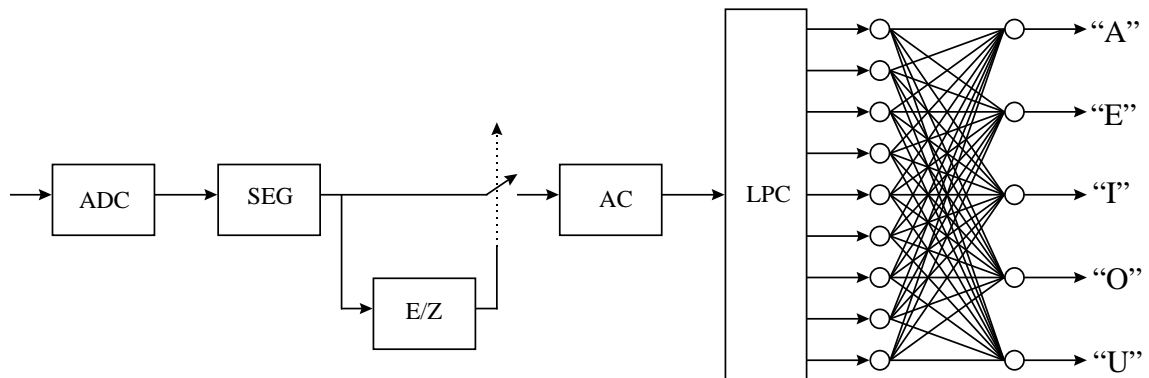 ADC
SEG
E/Z
AC
LPC
“A”
“E”
“I”
“O”
“U”